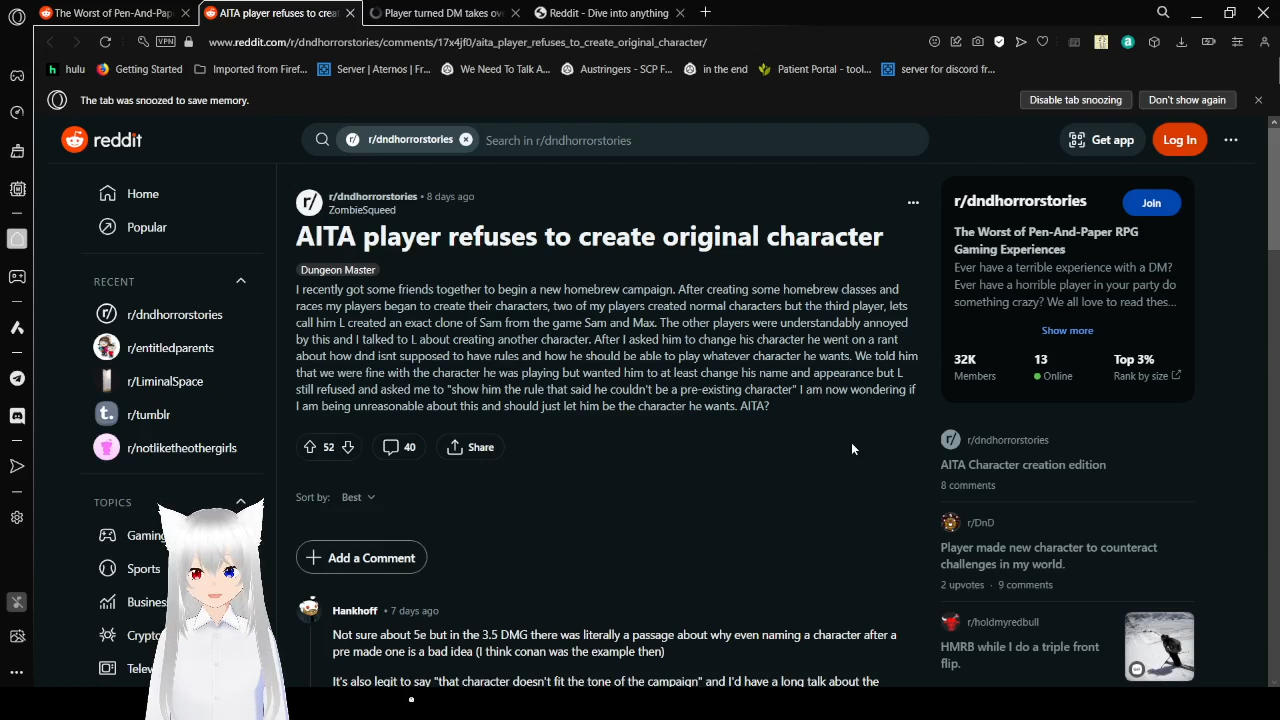 The Worst of Pen-And-Pap
AITA player refuses to crea
Player turned DM takes ov
Reddit - Dive into anything
VPN
www.reddit.com/r/dndhorrorstories/comments/17x4jf0/aita_player_refuses_to_create_original_character/
hulu
Getting Started
Imported from Firef...
Server | Aternos | Fr...
We Need To Talk A...
Austringers - SCP F...
in the end
Patient Portal - tool...
server for discord fr...
The tab was snoozed to save memory.
Disable tab snoozing
Don't show again
reddit
r/ r/dndhorrorstories
Search in r/dndhorrorstories
Get app
Log In
Home
Popular
RECENT
r/ r/dndhorrorstories
r/entitledparents
r/LiminalSpace
t. r/tumblr
r/notliketheothergirls
TOPICS
Gaming
Sports
Busines
Crypto
Telev
r/ r/dndhorrorstories • 8 days ago
ZombieSqueed
AITA player refuses to create original character
Dungeon Master
I recently got some friends together to begin a new homebrew campaign. After creating some homebrew classes and
races my players began to create their characters, two of my players created normal characters but the third player, lets
call him L created an exact clone of Sam from the game Sam and Max. The other players were understandably annoyed
by this and I talked to L about creating another character. After I asked him to change his character he went on a rant
about how dnd isnt supposed to have rules and how he should be able to play whatever character he wants. We told him
that we were fine with the character he was playing but wanted him to at least change his name and appearance but L
still refused and asked me to "show him the rule that said he couldn't be a pre-existing character" I am now wondering if
I am being unreasonable about this and should just let him be the character he wants. AITA?
52
40
Share
Sort by: Best
Add a Comment
Hankhoff • 7 days ago
Not sure about 5e but in the 3.5 DMG there was literally a passage about why even naming a character after a
pre made one is a bad idea (I think conan was the example then)
It's also legit to say "that character doesn't fit the tone of the campaign" and I'd have a long talk about the
r/dndhorrorstories
Join
The Worst of Pen-And-Paper RPG
Gaming Experiences
Ever have a terrible experience with a DM?
Ever have a horrible player in your party do
something crazy? We all love to read thes...
Show more
32K
Members
13
Online
Top 3%
Rank by size
r/ r/dndhorrorstories
AITA Character creation edition
8 comments
r/DnD
Player made new character to counteract
challenges in my world.
2 upvotes • 9 comments
r/holdmyredbull
HMRB while I do a triple front
flip.